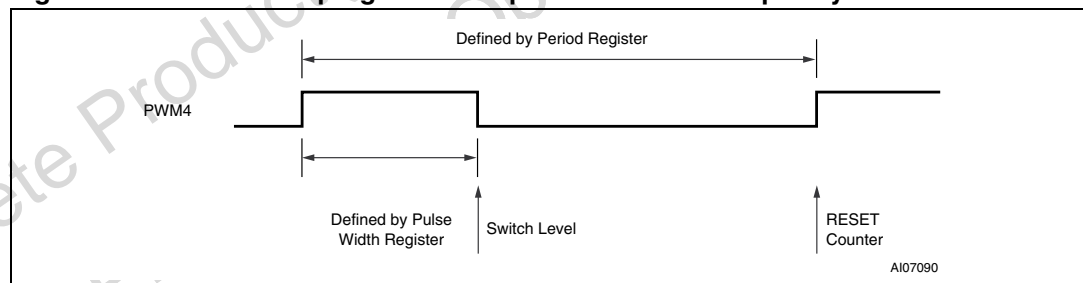 Defined by Period Register
PWM4
Defined by Pulse
Width Register
Switch Level
RESET
Counter
AI07090